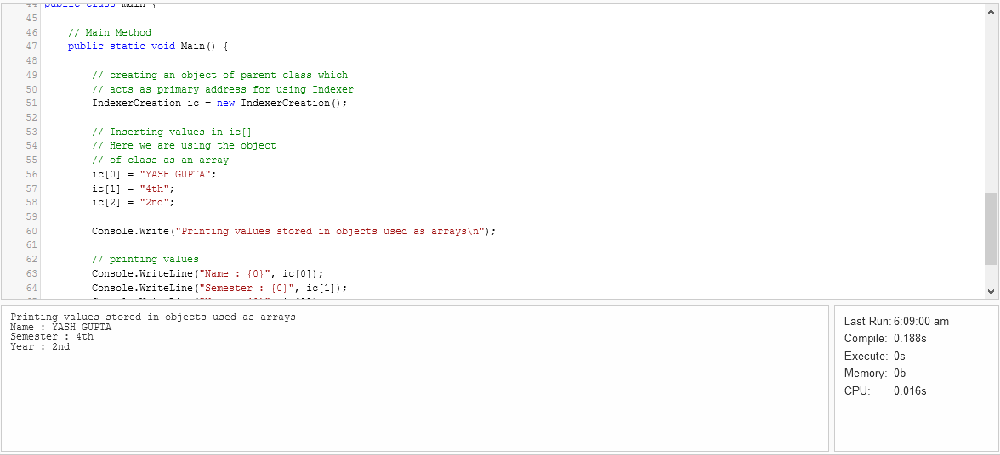 44 public class main {
45
46 // Main Method
47 public static void Main() {
48
49 // creating an object of parent class which
50 // acts as primary address for using Indexer
51 IndexerCreation ic = new IndexerCreation();
52
53 // Inserting values in ic[]
54 // Here we are using the object
55 // of class as an array
56 ic[0] = "YASH GUPTA";
57 ic[1] = "4th";
58 ic[2] = "2nd";
59
60 Console.Write("Printing values stored in objects used as arrays\n");
61
62 // printing values
63 Console.WriteLine("Name : {0}", ic[0]);
64 Console.WriteLine("Semester : {0}", ic[1]);
Printing values stored in objects used as arrays
Name : YASH GUPTA
Semester : 4th
Year : 2nd
Last Run: 6:09:00 am
Compile: 0.188s
Execute: 0s
Memory: 0b
CPU: 0.016s